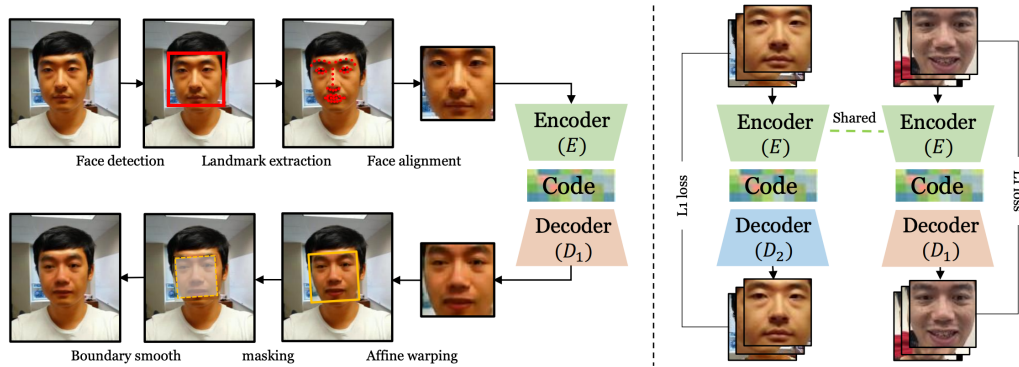 Face detection
Landmark extraction
Face alignment
Encoder
(E)
Code
Decoder
(D₁)
Boundary smooth
masking
Affine warping
L1 loss
Encoder
(E)
Code
Decoder
(D₂)
Shared
Encoder
(E)
Code
Decoder
(D₁)
L1 loss